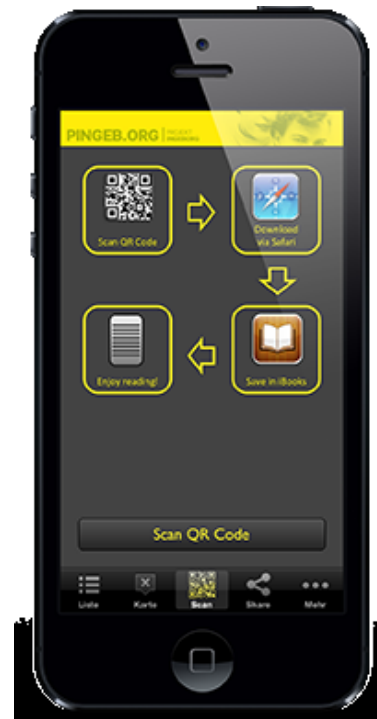 PINGEB.ORG
PROJEKT
INGEBORG
Scan QR Code
Download
via Safari
Enjoy reading!
Save in iBooks
Scan QR Code
Liste
Karte
Scan
Share
Mehr